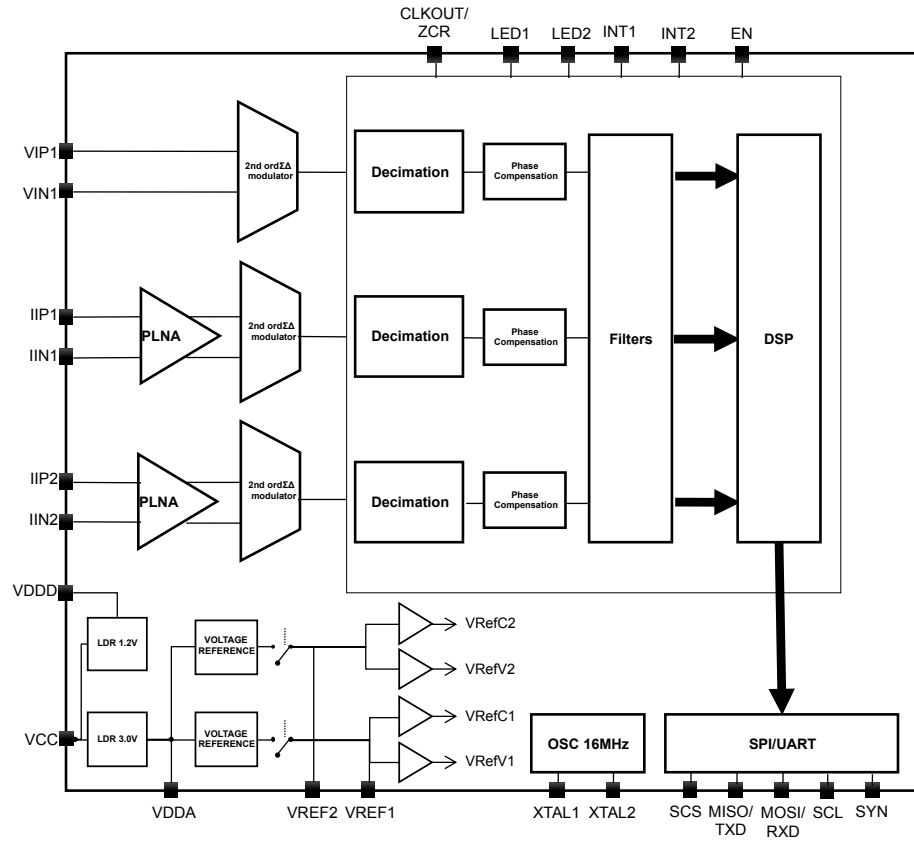 CLKOUT/
ZCR
LED1
LED2
INT1
INT2
EN
VIP1
VIN1
2nd ordΣΔ
modulator
Decimation
Phase
Compensation
IIP1
IIN1
PLNA
2nd ordΣΔ
modulator
Decimation
Phase
Compensation
Filters
DSP
IIP2
IIN2
PLNA
2nd ordΣΔ
modulator
Decimation
Phase
Compensation
VDDD
LDR 1.2V
VOLTAGE
REFERENCE
VRefC2
VRefV2
VCC
LDR 3.0V
VOLTAGE
REFERENCE
VRefC1
VRefV1
OSC 16MHz
SPI/UART
VDDA
VREF2
VREF1
XTAL1
XTAL2
SCS
MISO/
TXD
MOSI/
RXD
SCL
SYN